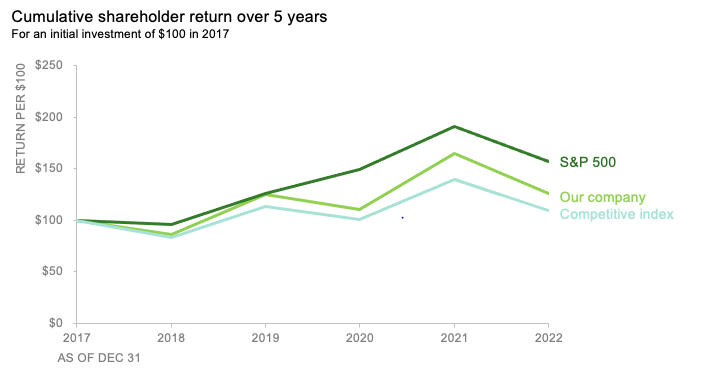 Cumulative shareholder return over 5 years
For an initial investment of $100 in 2017
RETURN PER $100
$250
$200
$150
$100
$50
$0
S&P 500
Our company
Competitive index
2017 2018 2019 2020 2021 2022
AS OF DEC 31